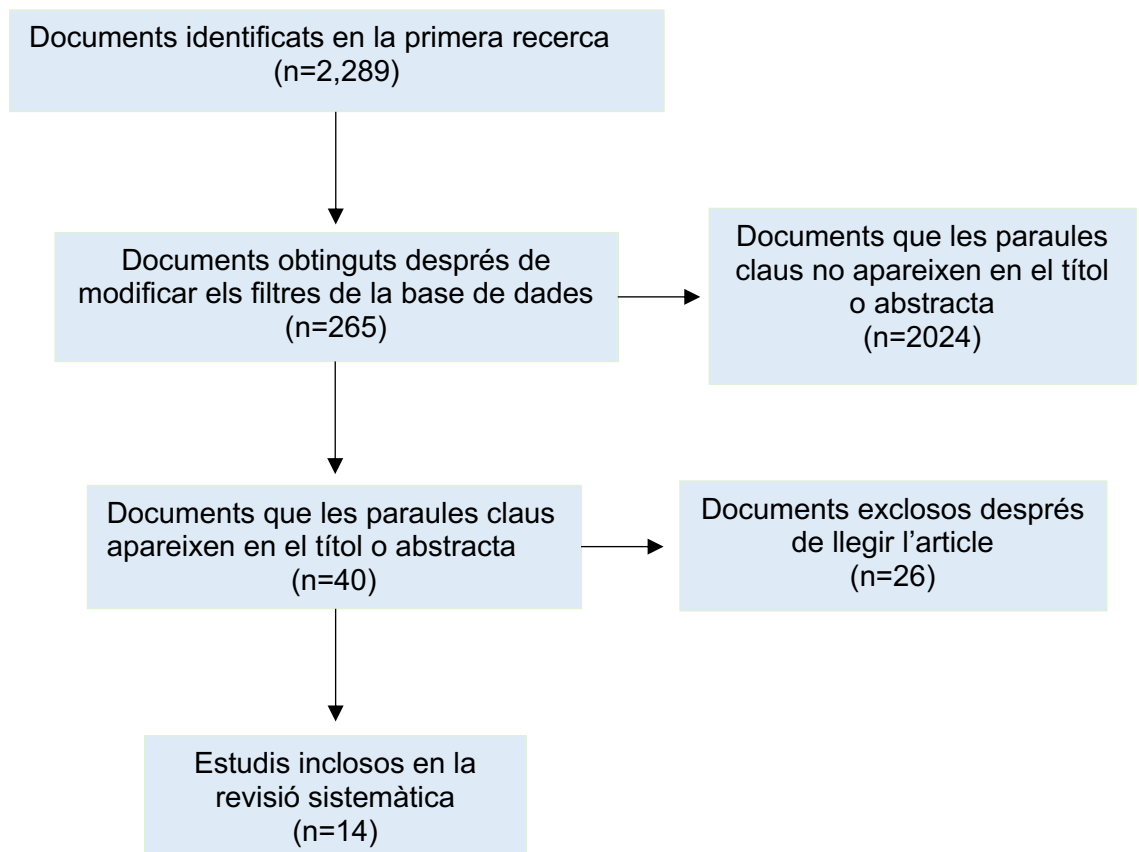 Documents identificats en la primera recerca
(n=2,289)
Documents obtinguts després de
modificar els filtres de la base de dades
(n=265)
Documents que les paraules
claus no apareixen en el títol
o abstracta
(n=2024)
Documents que les paraules claus
apareixen en el títol o abstracta
(n=40)
Documents exclosos després
de llegir l’article
(n=26)
Estudis inclosos en la
revisió sistemàtica
(n=14)